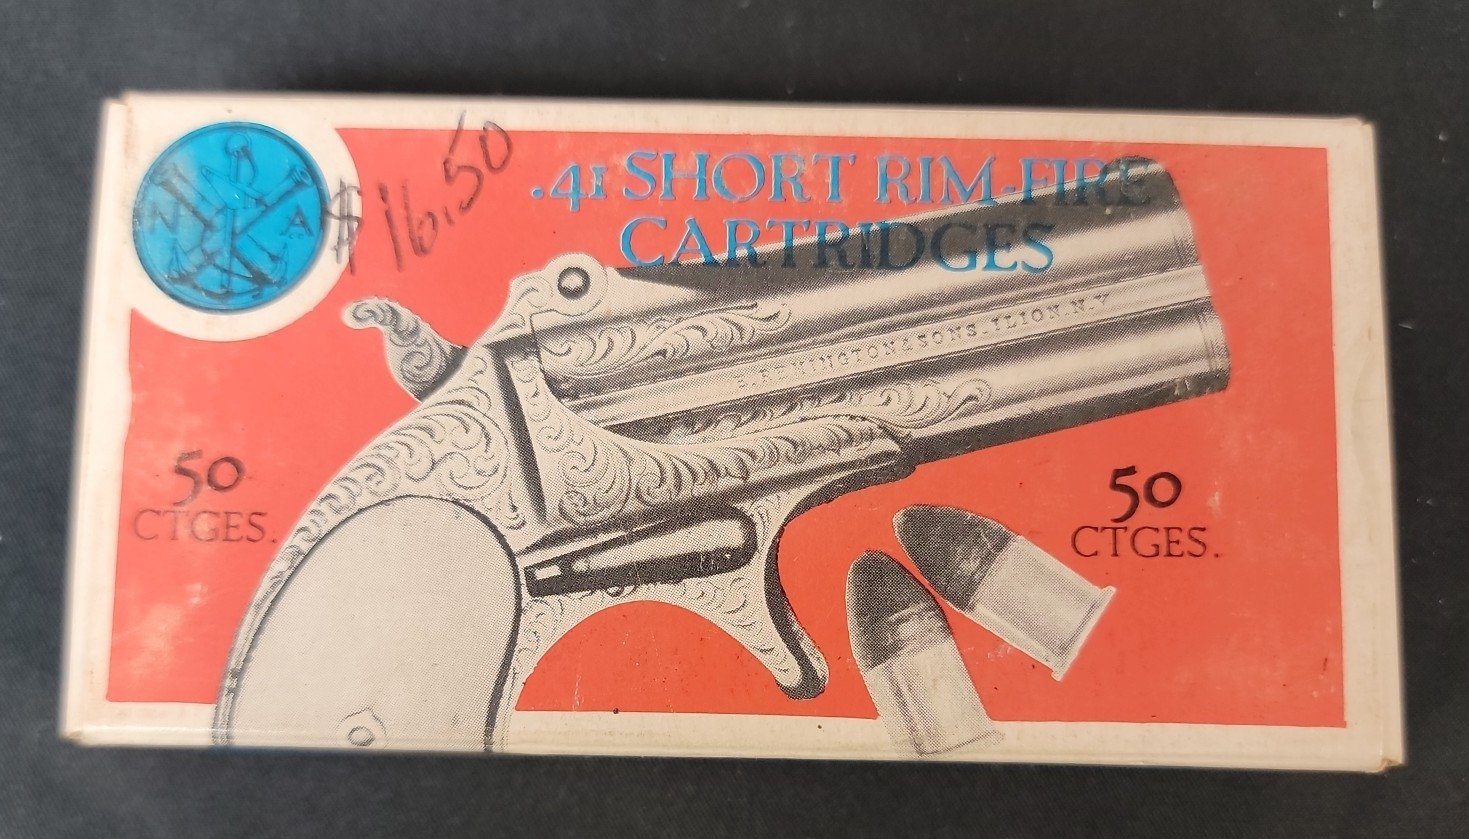 N A
$16.50
.41 SHORT RIM-FIRE
CARTRIDGES
E. REMINGTON & SONS. ILION. N.Y
50
CTGES.
50
CTGES.